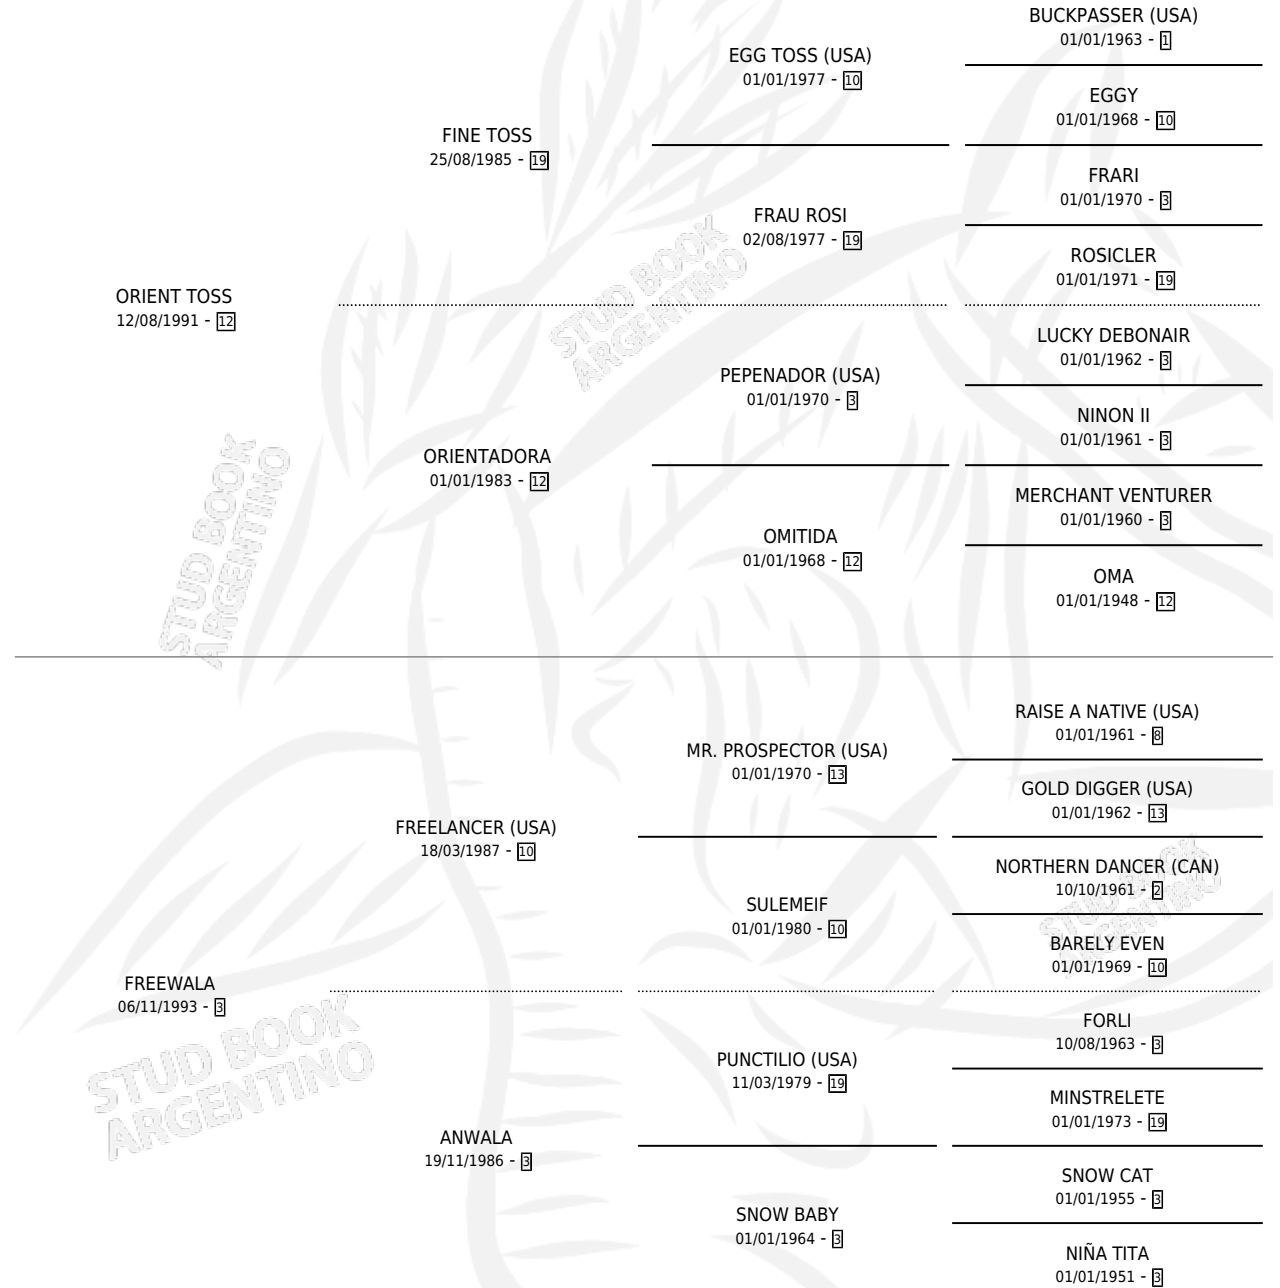 BUCKPASSER (USA)
01/01/1963 - 1
EGG TOSS (USA)
01/01/1977 - 10
EGGY
01/01/1968 - 10
FINE TOSS
25/08/1985 - 19
FRARI
01/01/1970 - 3
FRAU ROSI
02/08/1977 - 19
ROSICLER
01/01/1971 - 19
ORIENT TOSS
12/08/1991 - 12
STUD BOOK
ARGENTINO
LUCKY DEBONAIR
01/01/1962 - 3
PEPENADOR (USA)
01/01/1970 - 3
NINON II
01/01/1961 - 3
ORIENTADORA
01/01/1983 - 12
STUD BOOK
ARGENTINO
MERCHANT VENTURER
01/01/1960 - 3
OMITIDA
01/01/1968 - 12
OMA
01/01/1948 - 12
RAISE A NATIVE (USA)
01/01/1961 - 8
MR. PROSPECTOR (USA)
01/01/1970 - 13
GOLD DIGGER (USA)
01/01/1962 - 13
FREELANCER (USA)
18/03/1987 - 10
NORTHERN DANCER (CAN)
10/10/1961 - 2
STUD BOOK
ARGENTINO
SULEMEIF
01/01/1980 - 10
BARELY EVEN
01/01/1969 - 10
FREEWALA
06/11/1993 - 3
STUD BOOK
ARGENTINO
FORLI
10/08/1963 - 3
PUNCTILIO (USA)
11/03/1979 - 19
MINSTRELETE
01/01/1973 - 19
ANWALA
19/11/1986 - 3
SNOW CAT
01/01/1955 - 3
SNOW BABY
01/01/1964 - 3
NIÑA TITA
01/01/1951 - 3